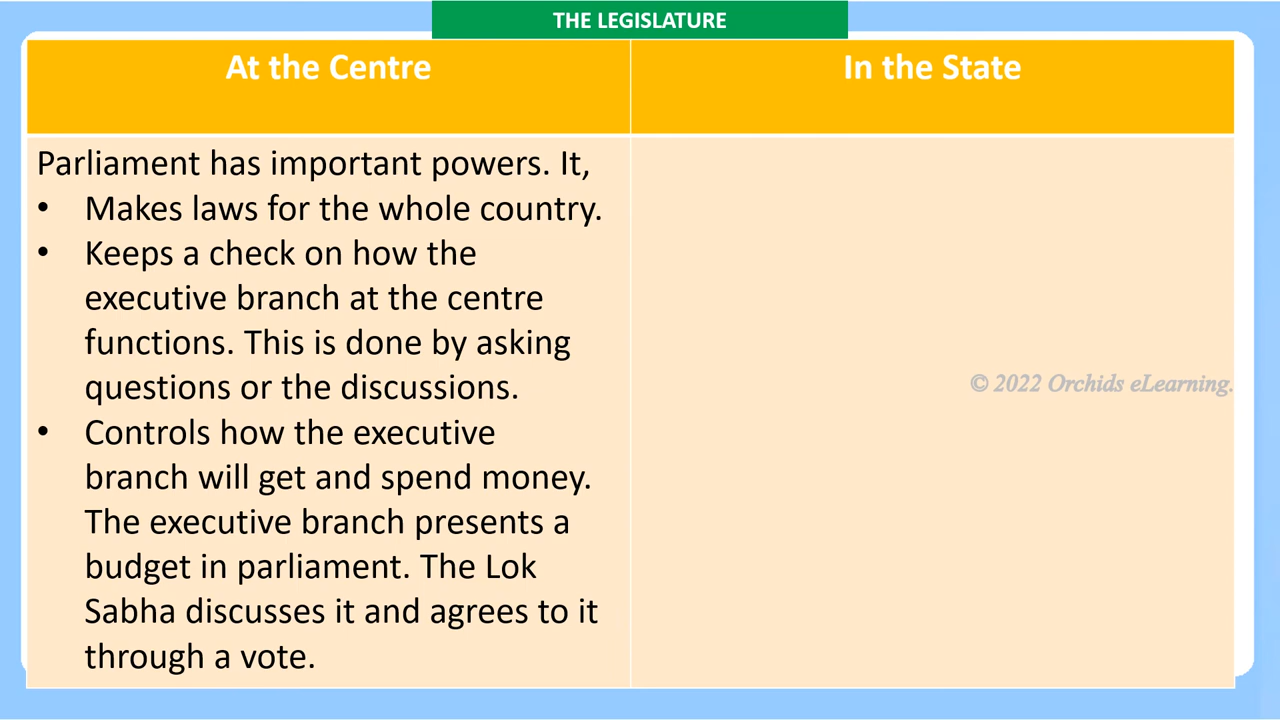 THE LEGISLATURE
At the Centre
In the State
Parliament has important powers. It,
• Makes laws for the whole country.
• Keeps a check on how the
executive branch at the centre
functions. This is done by asking
questions or the discussions.
• Controls how the executive
branch will get and spend money.
The executive branch presents a
budget in parliament. The Lok
Sabha discusses it and agrees to it
through a vote.
© 2022 Orchids eLearning.